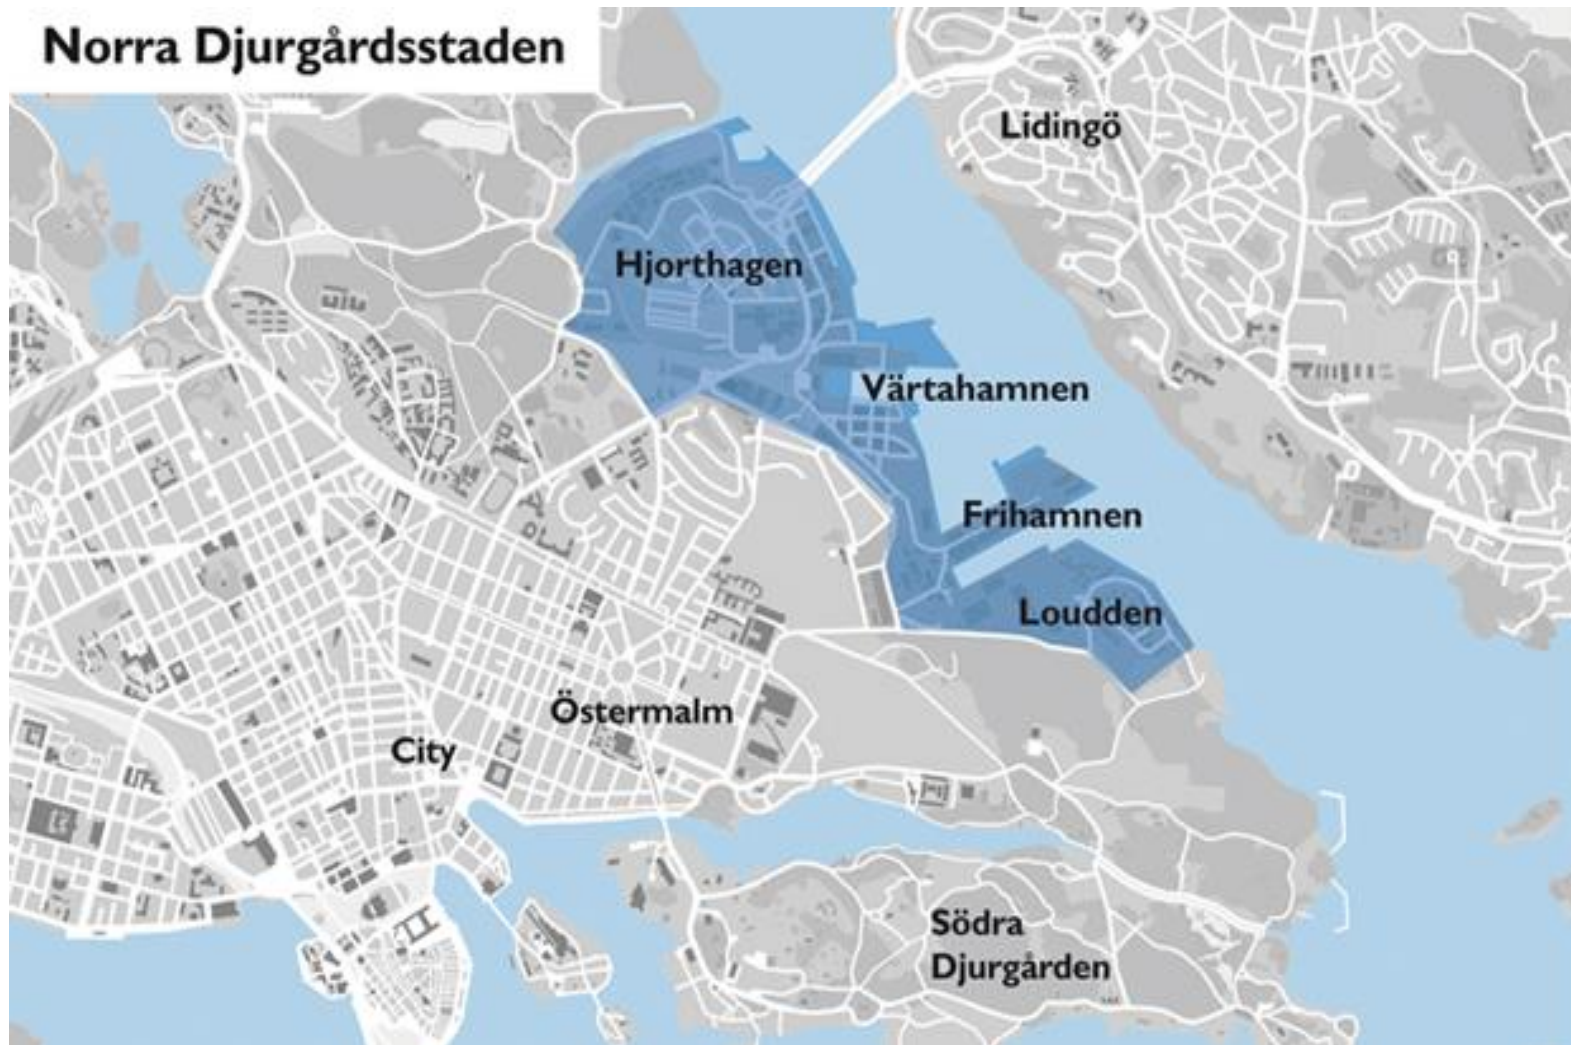 Norra Djurgårdsstaden
Lidingö
Hjorthagen
Värtahamnen
Frihamnen
Loudden
Östermalm
City
Södra
Djurgården